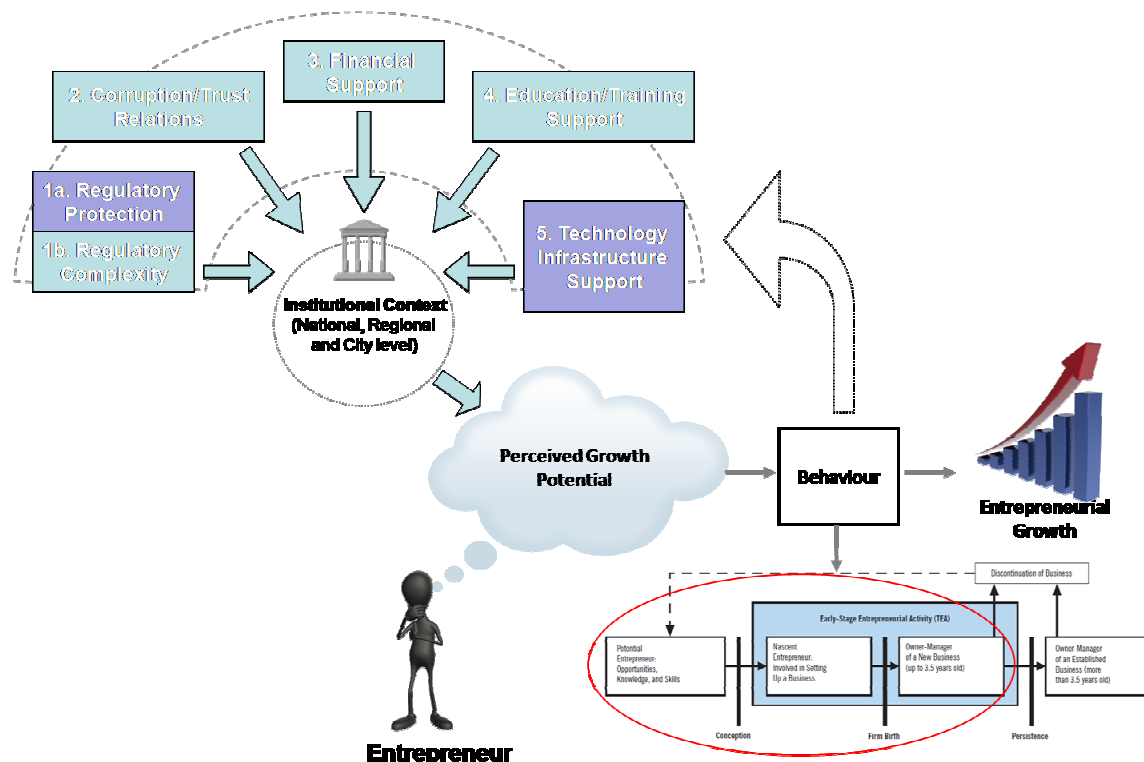 3. Financial
Support
2. Corruption/Trust
Relations
4. Education/Training
Support
1a. Regulatory
Protection
1b. Regulatory
Complexity
5. Technology
Infrastructure
Support
Institutional Context
(National, Regional
and City level)
Perceived Growth
Potential
Behaviour
Entrepreneurial
Growth
Discontinuation of Business
Early-Stage Entrepreneurial Activity (TEA)
Potential
Entrepreneur:
Opportunities,
Knowledge, and Skills
Nascent
Entrepreneur,
Involved in Setting
Up a Business
Owner-Manager
of a New Business
(up to 3.5 years old)
Owner Manager
of an Established
Business (more
than 3.5 years old)
Conception
Firm Birth
Persistence
Entrepreneur